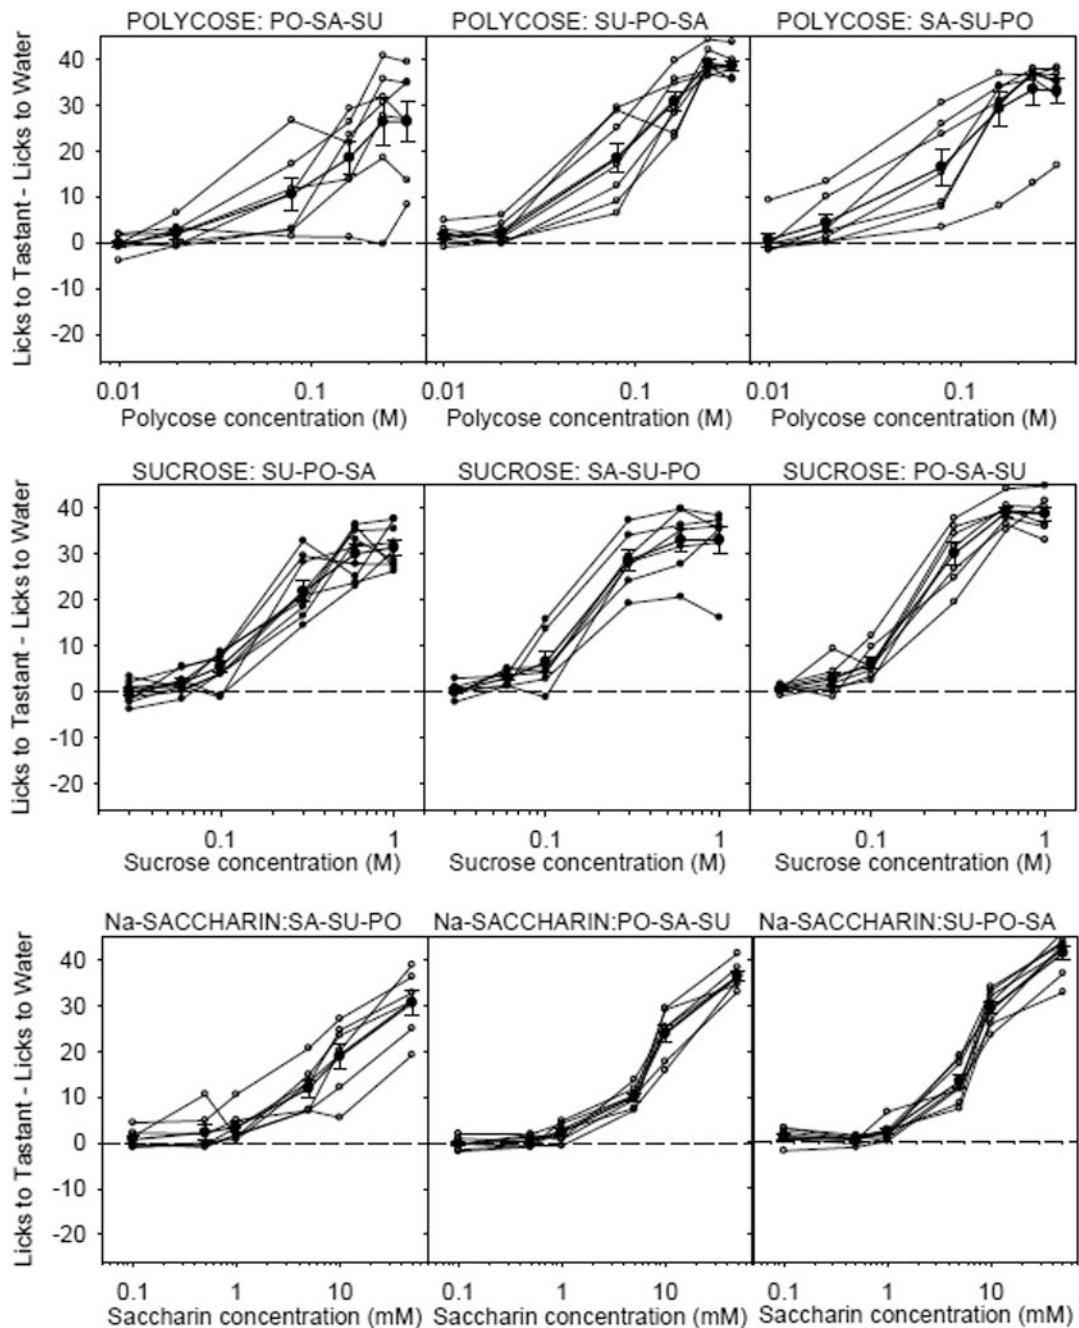 POLYCOSE: PO-SA-SU POLYCOSE: SU-PO-SA POLYCOSE: SA-SU-PO
Licks to Tastant - Licks to Water
40
30
20
10
0
-10
-20
0.01 0.1 0.01 0.1 0.01 0.1
Polycose concentration (M) Polycose concentration (M) Polycose concentration (M)
SUCROSE: SU-PO-SA SUCROSE: SA-SU-PO SUCROSE: PO-SA-SU
Licks to Tastant - Licks to Water
40
30
20
10
0
-10
-20
0.1 1 0.1 1 0.1 1
Sucrose concentration (M) Sucrose concentration (M) Sucrose concentration (M)
Na-SACCHARIN:SA-SU-PO Na-SACCHARIN:PO-SA-SU Na-SACCHARIN:SU-PO-SA
Licks to Tastant - Licks to Water
40
30
20
10
0
-10
-20
0.1 1 10 0.1 1 10 0.1 1 10
Saccharin concentration (mM) Saccharin concentration (mM) Saccharin concentration (mM)